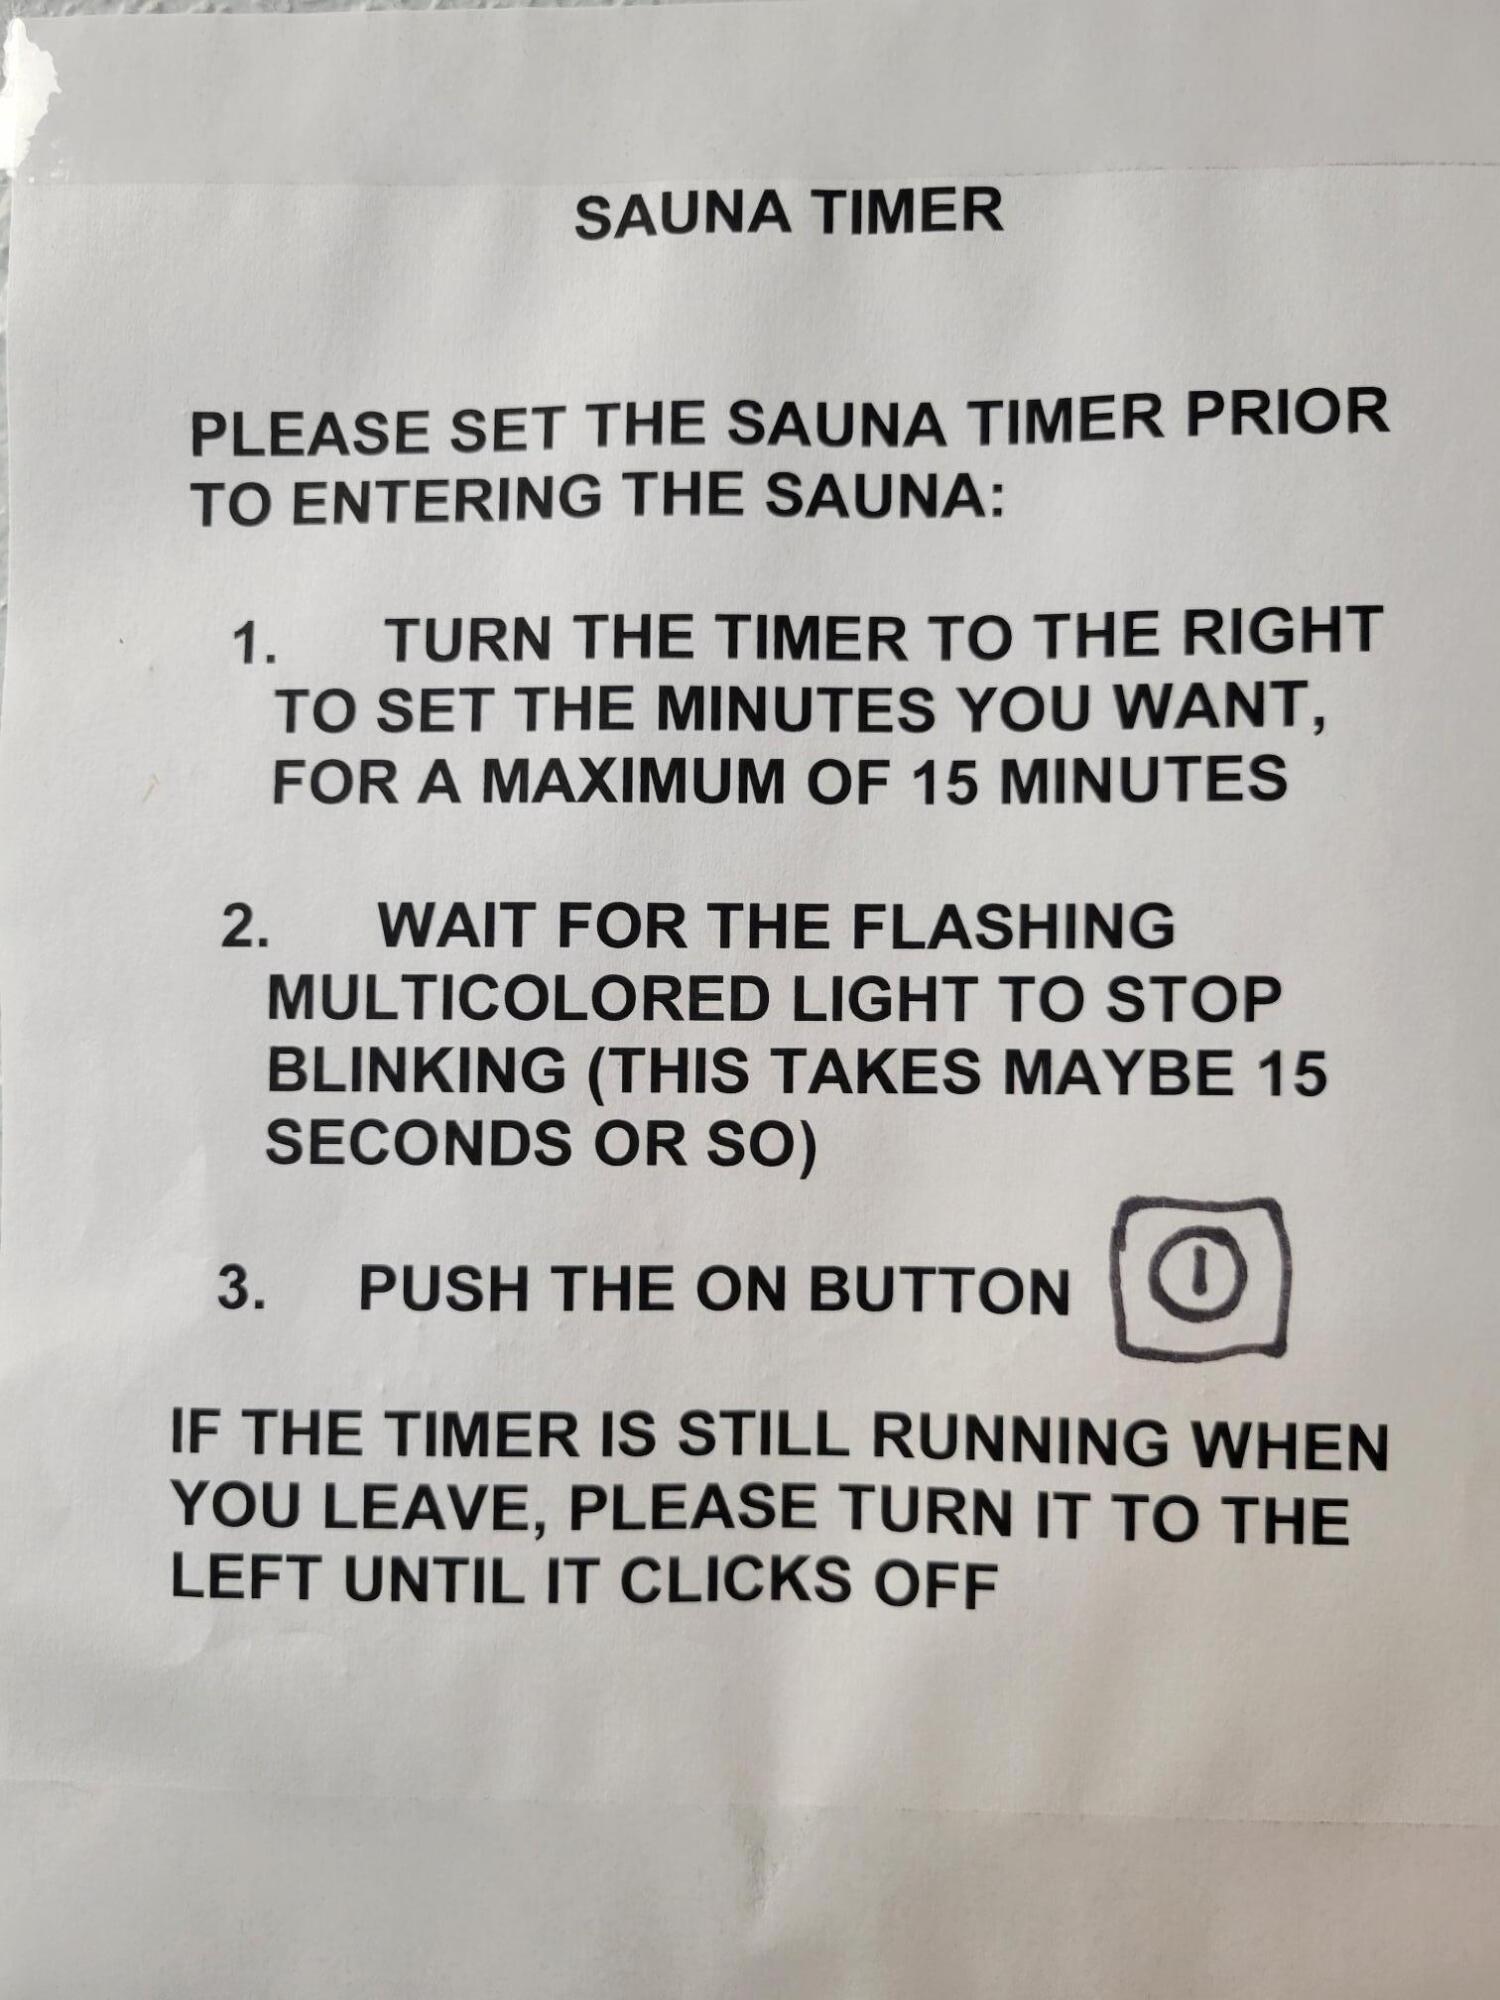 SAUNA TIMER
PLEASE SET THE SAUNA TIMER PRIOR
TO ENTERING THE SAUNA:
1. TURN THE TIMER TO THE RIGHT
TO SET THE MINUTES YOU WANT,
FOR A MAXIMUM OF 15 MINUTES
2. WAIT FOR THE FLASHING
MULTICOLORED LIGHT TO STOP
BLINKING (THIS TAKES MAYBE 15
SECONDS OR SO)
3. PUSH THE ON BUTTON
IF THE TIMER IS STILL RUNNING WHEN
YOU LEAVE, PLEASE TURN IT TO THE
LEFT UNTIL IT CLICKS OFF